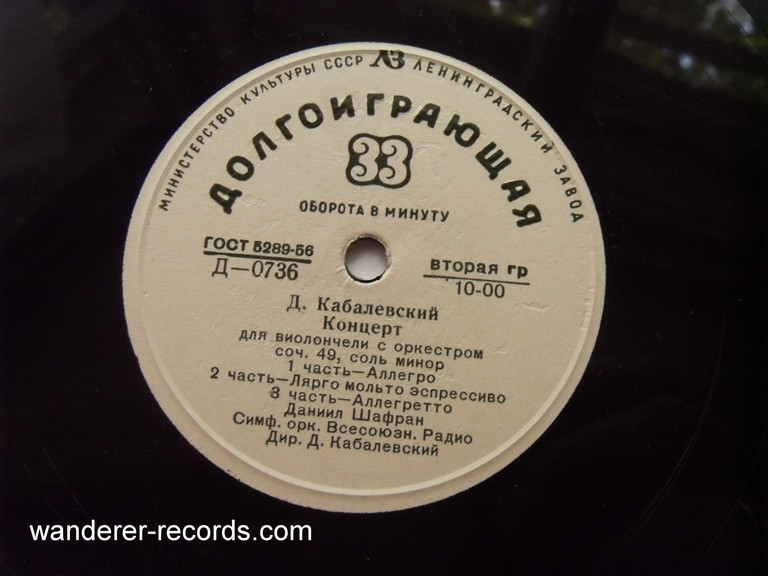 МИНИСТЕРСТВО КУЛЬТУРЫ СССР ЛЗ ЛЕНИНГРАДСКИЙ ЗАВОД
ДОЛГОИГРАЮЩАЯ
33
ОБОРОТА В МИНУТУ
ГОСТ 5289-56
Д—0736
вторая гр
10-00
Д. Кабалевский
Концерт
для виолончели с оркестром
соч. 49, соль минор
1 часть—Аллегро
2 часть—Лярго мольто эспрессиво
3 часть—Аллегретто
Даниил Шафран
Симф. орк. Всесоюзн. Радио
Дир. Д. Кабалевский
wanderer-records.com